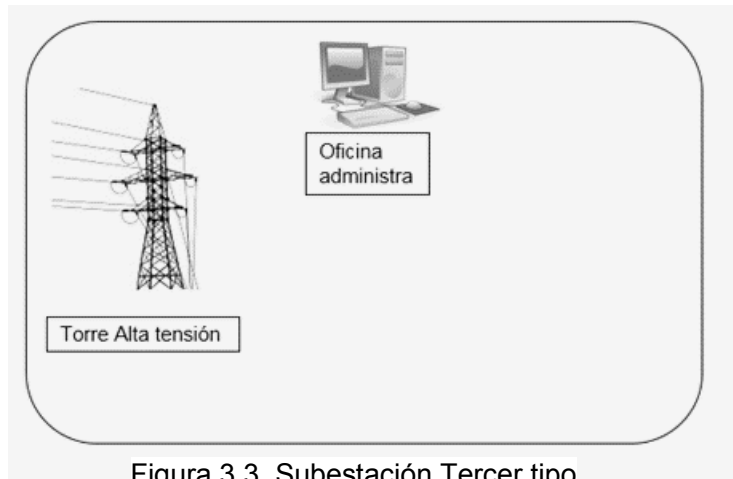 Oficina
administra
Torre Alta tensión
Figura 3.3. Subestación Tercer tipo